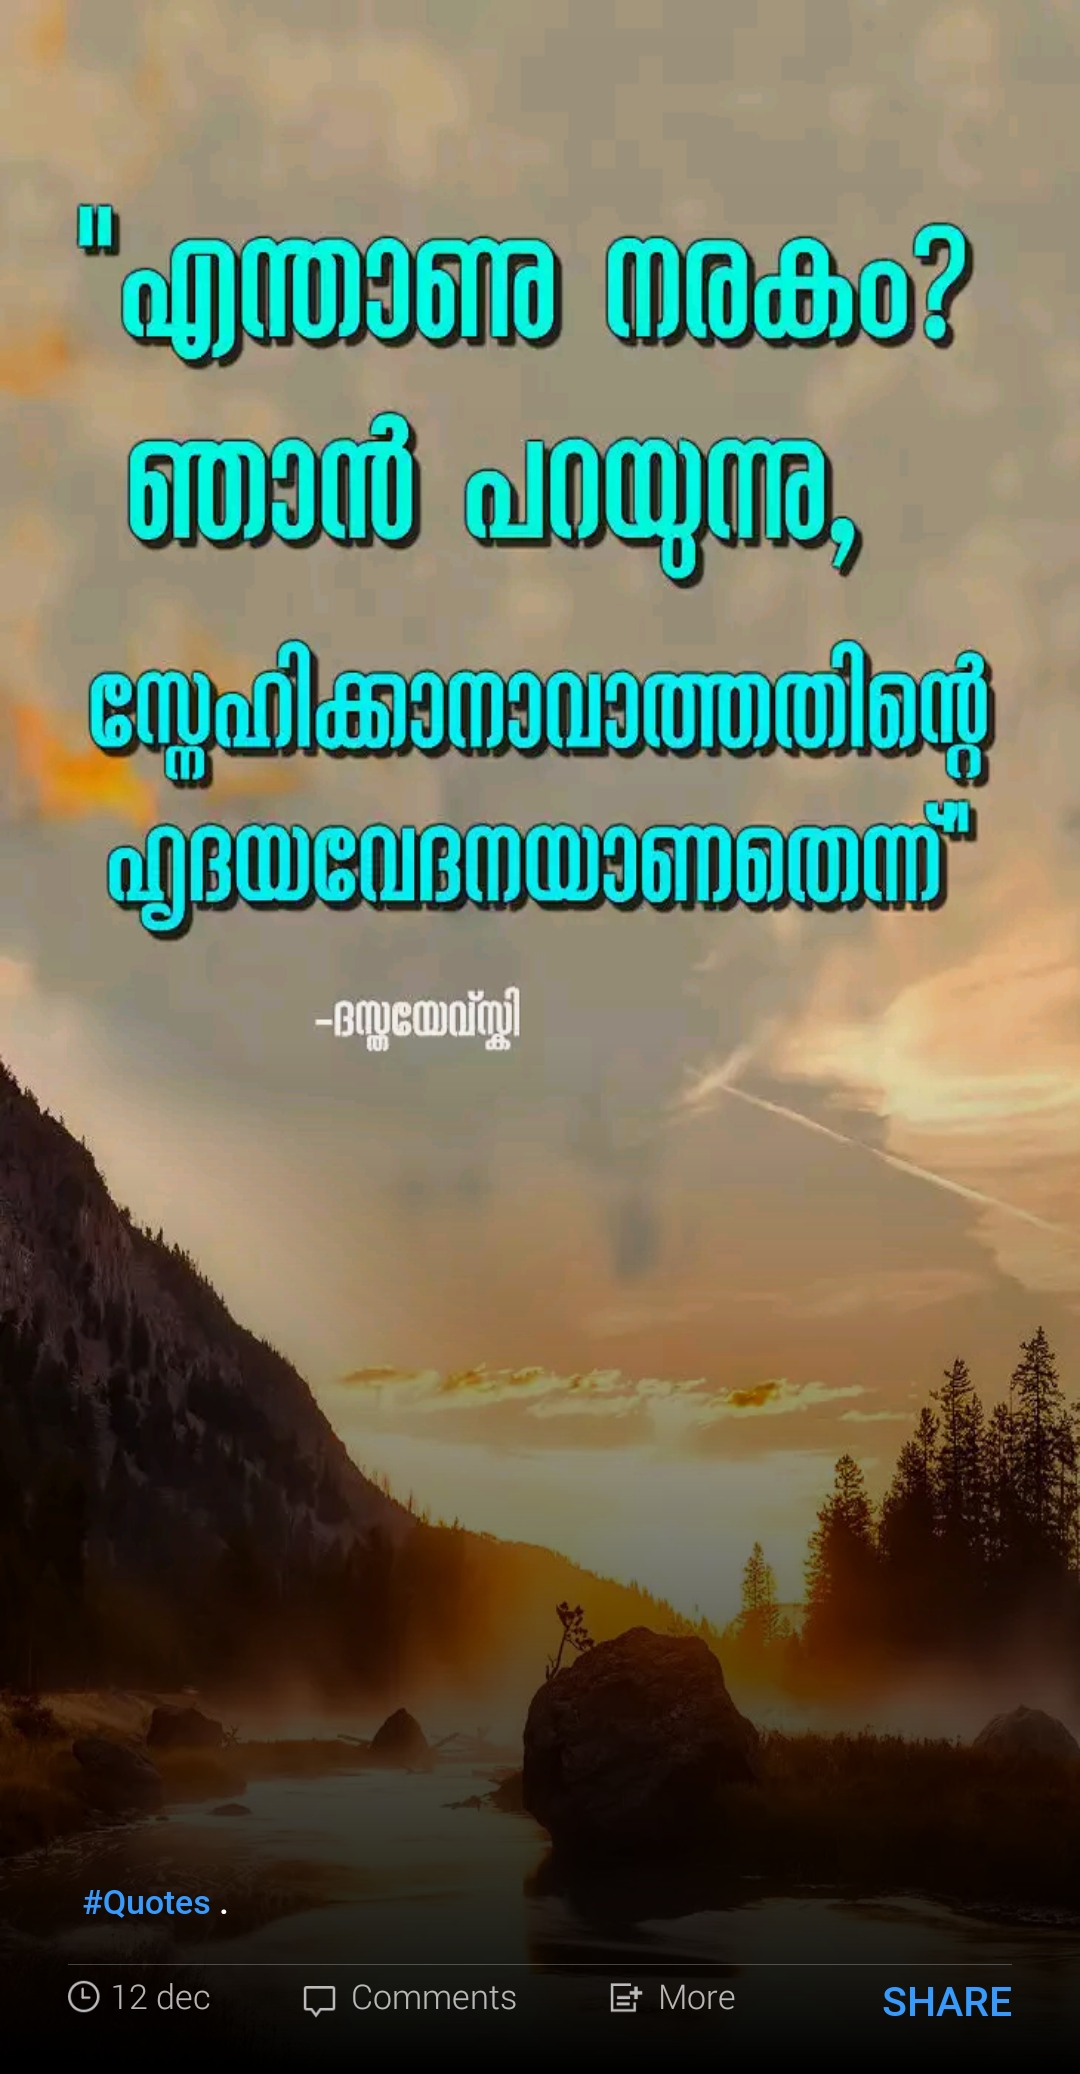 "എന്താണു നരകം?
ഞാൻ പറയുന്നു,
സ്നേഹിക്കാനാവാത്തതിന്റെ
ഹൃദയവേദനയാണതെന്ന്"
-ദസ്തയേവ്സ്കി
#Quotes .
12 dec Comments More SHARE